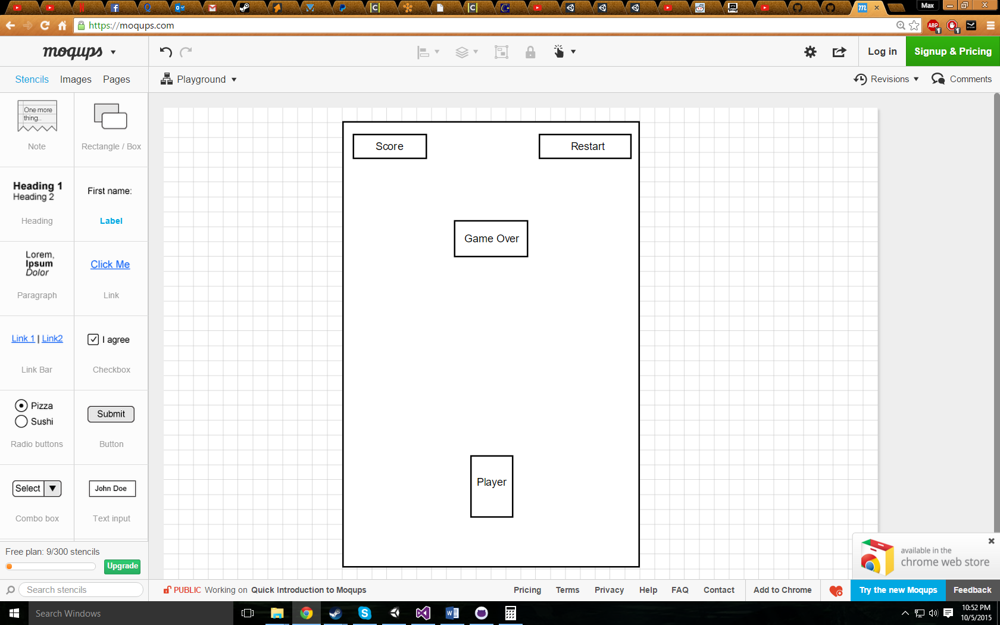 Max
https://moqups.com
ABP 1 1
moqups
Log in
Signup & Pricing
Stencils Images Pages
Playground
Revisions
Comments
One more
thing..
Note
Rectangle / Box
Heading 1
Heading 2
Heading
First name:
Label
Lorem,
Ipsum
Dolor
Paragraph
Click Me
Link
Link 1 | Link2
Link Bar
I agree
Checkbox
Pizza
Sushi
Radio buttons
Submit
Button
Select
Combo box
John Doe
Text input
Score
Restart
Game Over
Player
Free plan: 9/300 stencils
Upgrade
Search stencils
available in the
chrome web store
PUBLIC Working on Quick Introduction to Moqups
Pricing Terms Privacy Help FAQ Contact
Add to Chrome
Try the new Moqups
Feedback
Search Windows
10:52 PM
10/5/2015